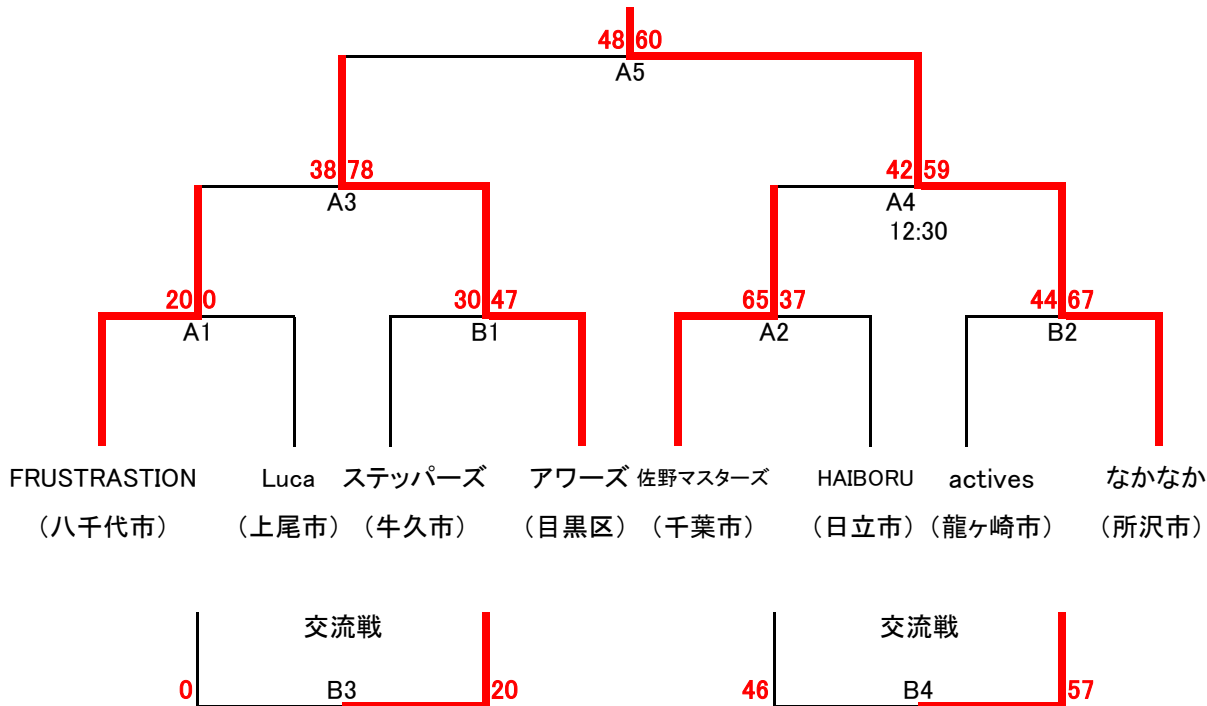 48 60
A5
38 78
42 59
A3
A4
12:30
20 0
30 47
65 37
44 67
A1
B1
A2
B2
FRUSTRASTION
Luca
ステッパーズ
アワーズ
佐野マスターズ
HAIBORU
actives
なかなか
（八千代市）
（上尾市）
（牛久市）
（目黒区）
（千葉市）
（日立市）
（龍ヶ崎市）
（所沢市）
交流戦
交流戦
0
B3
20
46
B4
57